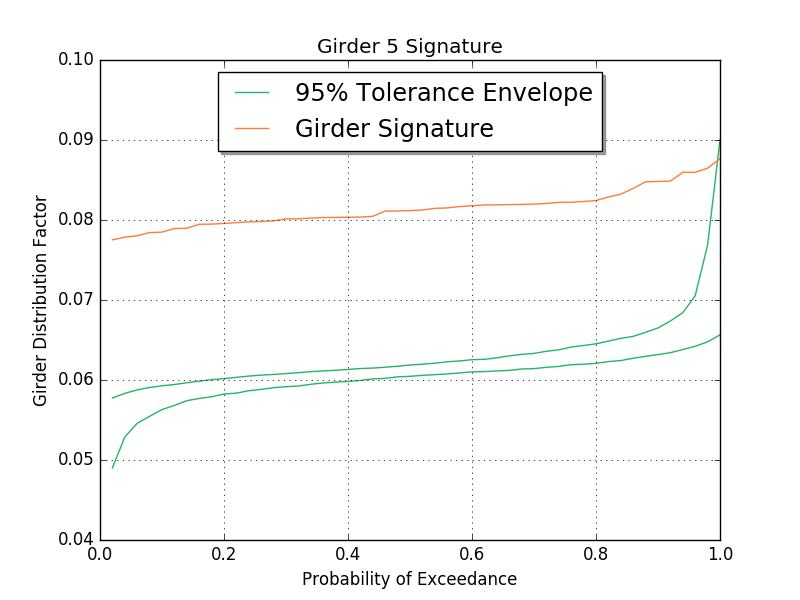 Girder 5 Signature
95% Tolerance Envelope
Girder Signature
0.10
0.09
0.08
0.07
0.06
0.05
0.04
Girder Distribution Factor
0.0 0.2 0.4 0.6 0.8 1.0
Probability of Exceedance